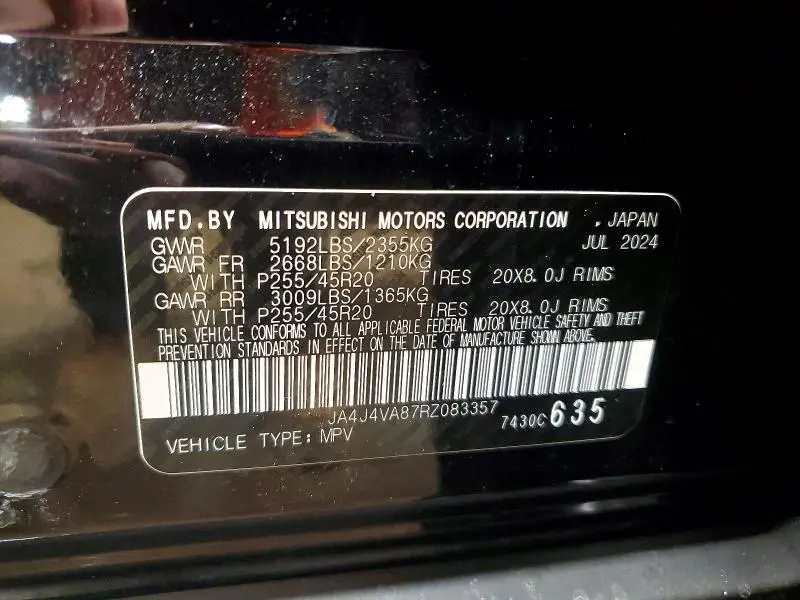 MFD.BY MITSUBISHI MOTORS CORPORATION , JAPAN
GVWR 5192LBS/2355KG JUL 2024
GAWR FR 2668LBS/1210KG
WITH P255/45R20 TIRES 20X8.0J RIMS
GAWR RR 3009LBS/1365KG
WITH P255/45R20 TIRES 20X8.0J RIMS
THIS VEHICLE CONFORMS TO ALL APPLICABLE FEDERAL MOTOR VEHICLE SAFETY AND THEFT
PREVENTION STANDARDS IN EFFECT ON THE DATE OF MANUFACTURE SHOWN ABOVE.
JA4J4VA87RZ083357
7430C 635
VEHICLE TYPE: MPV